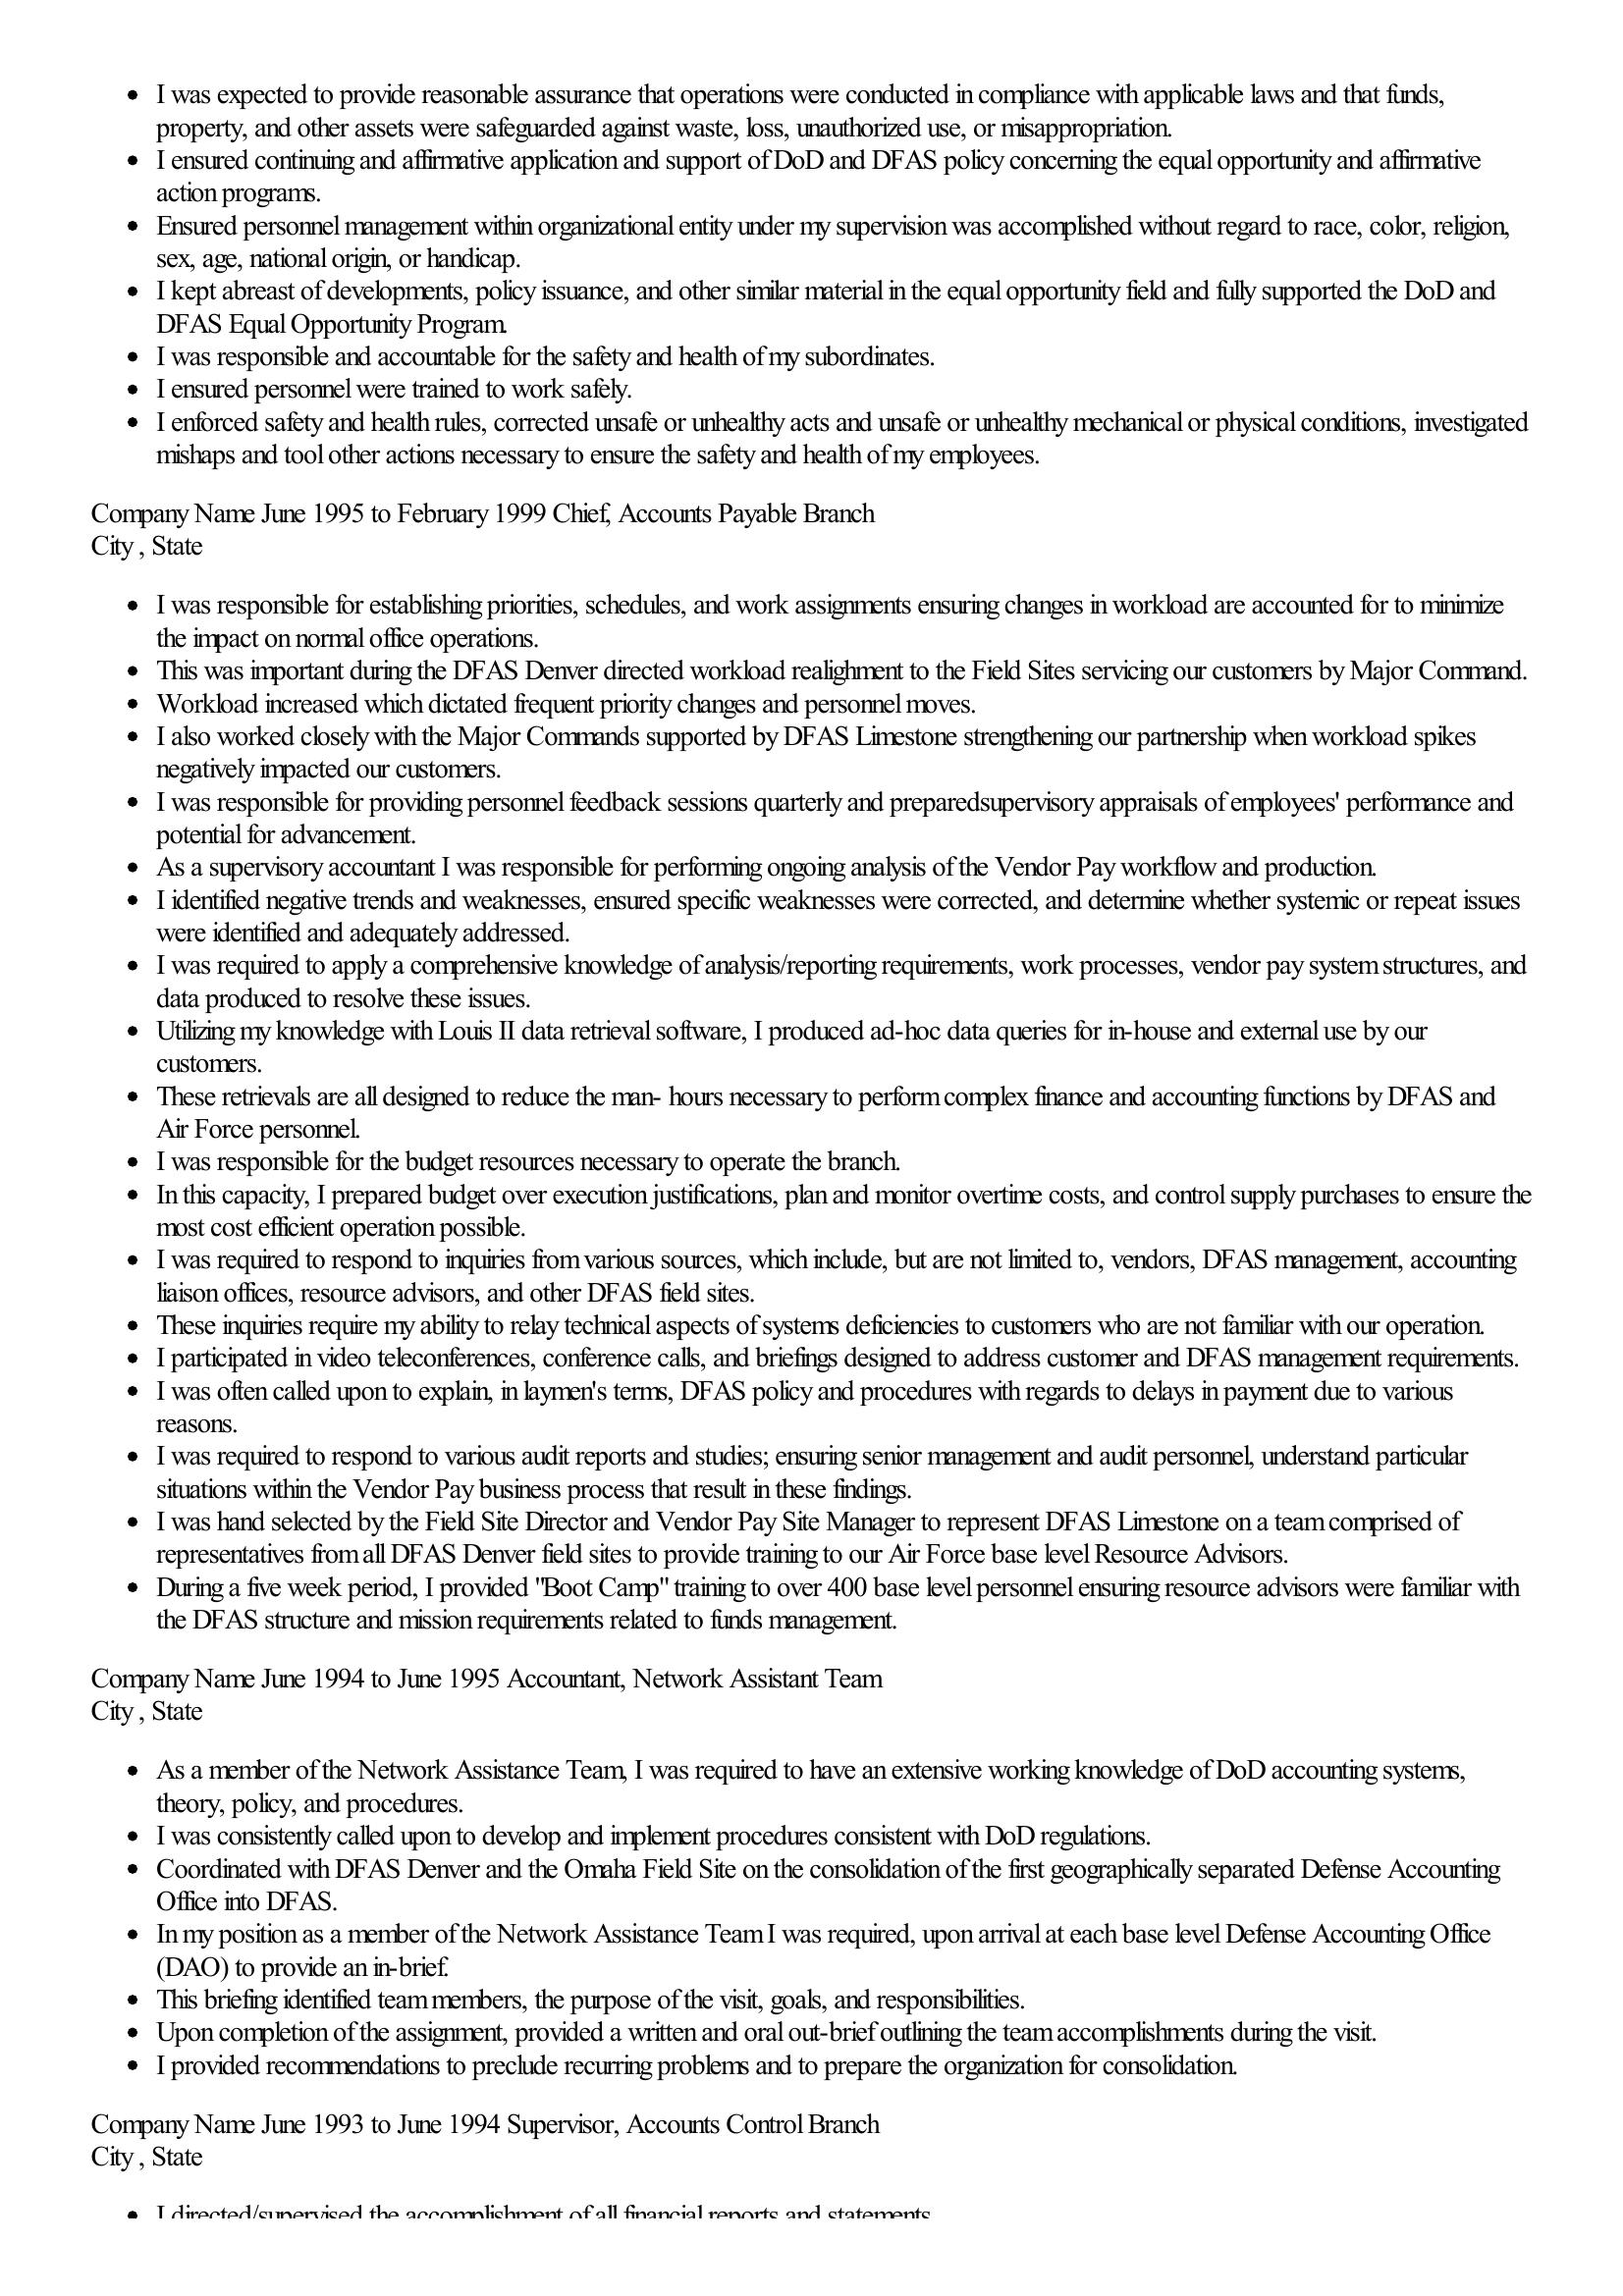 • I was expected to provide reasonable assurance that operations were conducted in compliance with applicable laws and that funds,
property, and other assets were safeguarded against waste, loss, unauthorized use, or misappropriation.
• I ensured continuing and affirmative application and support of DoD and DFAS policy concerning the equal opportunity and affirmative
action programs.
• Ensured personnel management within organizational entity under my supervision was accomplished without regard to race, color, religion,
sex, age, national origin, or handicap.
• I kept abreast of developments, policy issuance, and other similar material in the equal opportunity field and fully supported the DoD and
DFAS Equal Opportunity Program.
• I was responsible and accountable for the safety and health of my subordinates.
• I ensured personnel were trained to work safely.
• I enforced safety and health rules, corrected unsafe or unhealthy acts and unsafe or unhealthy mechanical or physical conditions, investigated
mishaps and tool other actions necessary to ensure the safety and health of my employees.
Company Name June 1995 to February 1999 Chief, Accounts Payable Branch
City , State
• I was responsible for establishing priorities, schedules, and work assignments ensuring changes in workload are accounted for to minimize
the impact on normal office operations.
• This was important during the DFAS Denver directed workload realighment to the Field Sites servicing our customers by Major Command.
• Workload increased which dictated frequent priority changes and personnel moves.
• I also worked closely with the Major Commands supported by DFAS Limestone strengthening our partnership when workload spikes
negatively impacted our customers.
• I was responsible for providing personnel feedback sessions quarterly and preparedsupervisory appraisals of employees' performance and
potential for advancement.
• As a supervisory accountant I was responsible for performing ongoing analysis of the Vendor Pay workflow and production.
• I identified negative trends and weaknesses, ensured specific weaknesses were corrected, and determine whether systemic or repeat issues
were identified and adequately addressed.
• I was required to apply a comprehensive knowledge of analysis/reporting requirements, work processes, vendor pay system structures, and
data produced to resolve these issues.
• Utilizing my knowledge with Louis II data retrieval software, I produced ad-hoc data queries for in-house and external use by our
customers.
• These retrievals are all designed to reduce the man- hours necessary to perform complex finance and accounting functions by DFAS and
Air Force personnel.
• I was responsible for the budget resources necessary to operate the branch.
• In this capacity, I prepared budget over execution justifications, plan and monitor overtime costs, and control supply purchases to ensure the
most cost efficient operation possible.
• I was required to respond to inquiries from various sources, which include, but are not limited to, vendors, DFAS management, accounting
liaison offices, resource advisors, and other DFAS field sites.
• These inquiries require my ability to relay technical aspects of systems deficiencies to customers who are not familiar with our operation.
• I participated in video teleconferences, conference calls, and briefings designed to address customer and DFAS management requirements.
• I was often called upon to explain, in laymen's terms, DFAS policy and procedures with regards to delays in payment due to various
reasons.
• I was required to respond to various audit reports and studies; ensuring senior management and audit personnel, understand particular
situations within the Vendor Pay business process that result in these findings.
• I was hand selected by the Field Site Director and Vendor Pay Site Manager to represent DFAS Limestone on a team comprised of
representatives from all DFAS Denver field sites to provide training to our Air Force base level Resource Advisors.
• During a five week period, I provided "Boot Camp" training to over 400 base level personnel ensuring resource advisors were familiar with
the DFAS structure and mission requirements related to funds management.
Company Name June 1994 to June 1995 Accountant, Network Assistant Team
City , State
• As a member of the Network Assistance Team, I was required to have an extensive working knowledge of DoD accounting systems,
theory, policy, and procedures.
• I was consistently called upon to develop and implement procedures consistent with DoD regulations.
• Coordinated with DFAS Denver and the Omaha Field Site on the consolidation of the first geographically separated Defense Accounting
Office into DFAS.
• In my position as a member of the Network Assistance Team I was required, upon arrival at each base level Defense Accounting Office
(DAO) to provide an in-brief.
• This briefing identified team members, the purpose of the visit, goals, and responsibilities.
• Upon completion of the assignment, provided a written and oral out-brief outlining the team accomplishments during the visit.
• I provided recommendations to preclude recurring problems and to prepare the organization for consolidation.
Company Name June 1993 to June 1994 Supervisor, Accounts Control Branch
City , State
• I directed/supervised the accomplishment of all financial reports and statements